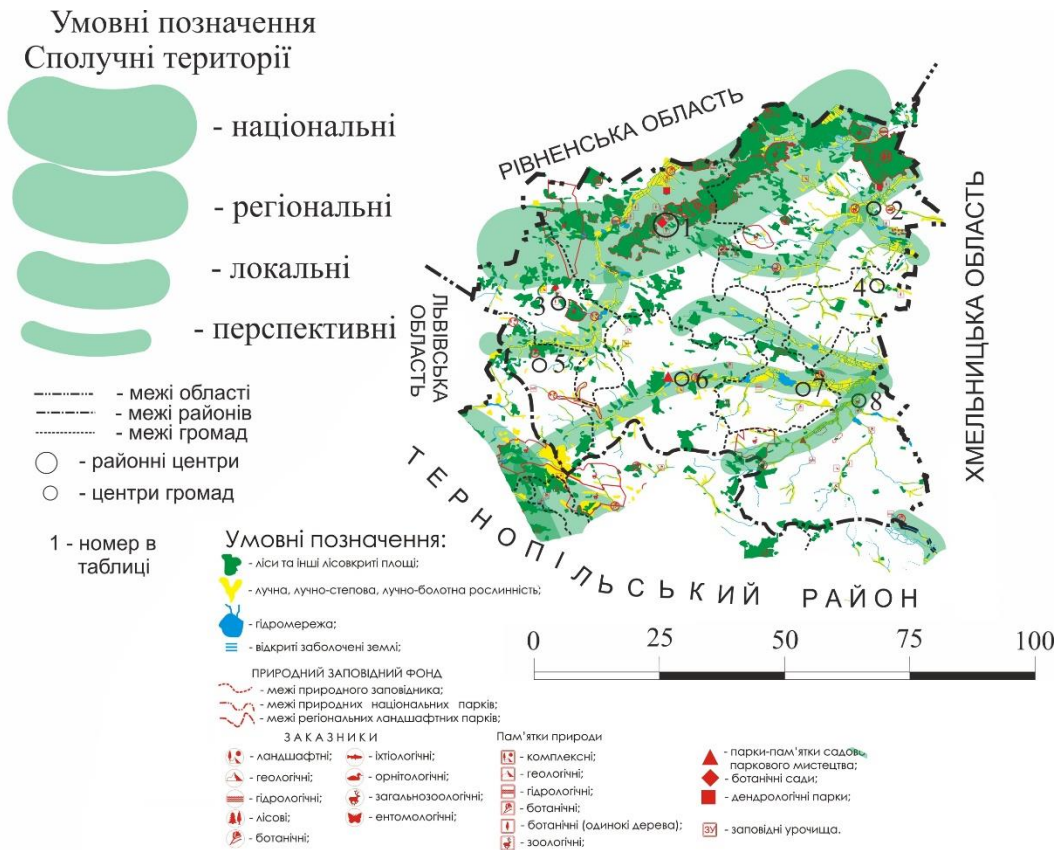 Умовні позначення
Сполучні території
- національні
- регіональні
- локальні
- перспективні
- межі області
- межі районів
- межі громад
- районні центри
- центри громад
1 - номер в
таблиці
РІВНЕНСЬКА ОБЛАСТЬ
ХМЕЛЬНИЦЬКА ОБЛАСТЬ
ЛЬВІВСЬКА
ОБЛАСТЬ
ТЕРНОПІЛЬСЬКИЙ РАЙОН
1
2
3
4
5
6
7
8
0 25 50 75 100
Умовні позначення:
- ліси та інші лісовкриті площі;
- лучна, лучно-степова, лучно-болотна рослинність;
- гідромережа;
- відкриті заболочені землі;
ПРИРОДНИЙ ЗАПОВІДНИЙ ФОНД
- межі природного заповідника;
- межі природних національних парків;
- межі регіональних ландшафтних парків;
ЗАКАЗНИКИ
- ландшафтні;
- геологічні;
- гідрологічні;
- лісові;
- ботанічні;
- іхтіологічні;
- орнітологічні;
- загальнозоологічні;
- ентомологічні;
Пам'ятки природи
- комплексні;
- геологічні;
- гідрологічні;
- ботанічні;
- ботанічні (одинокі дерева);
- зоологічні;
- парки-пам'ятки садово
паркового мистецтва;
- ботанічні сади;
- дендрологічні парки;
ЗУ - заповідні урочища.